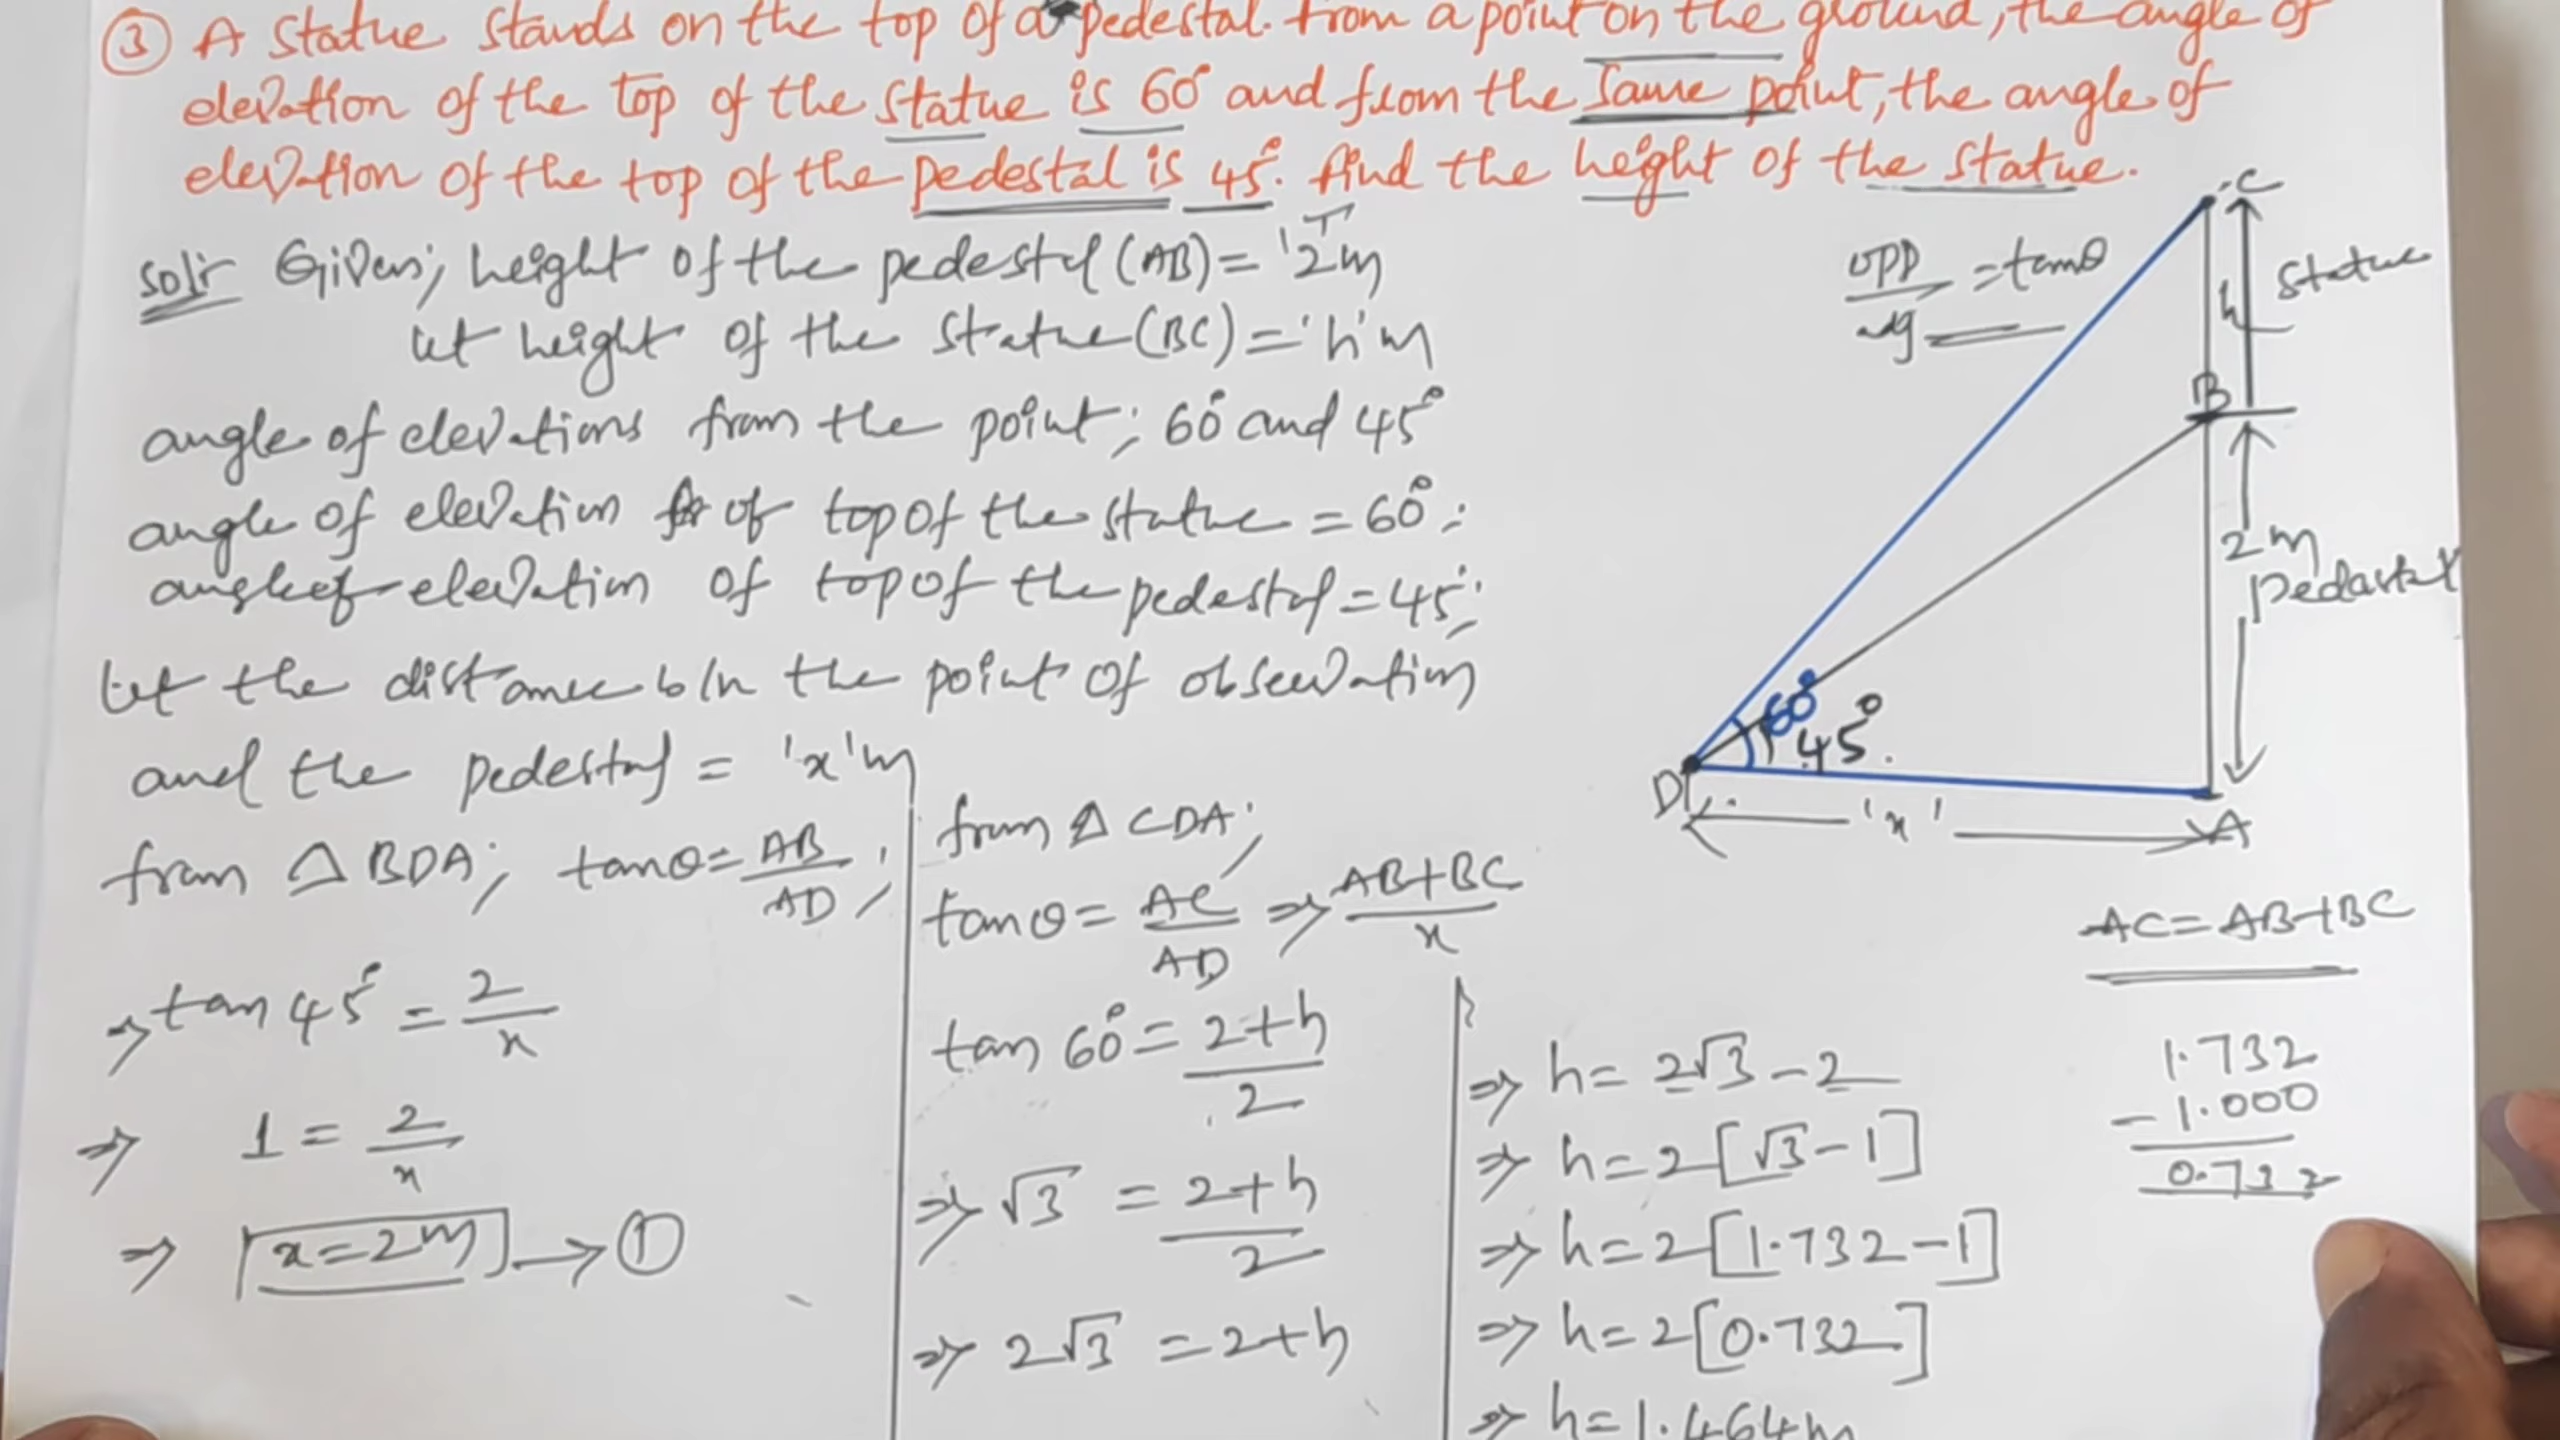 ③ A Statue stands on the top of a pedestal. From a point on the ground, the angle of
elevation of the top of the statue is 60° and from the same point, the angle of
elevation of the top of the pedestal is 45°. find the height of the statue.
Sol:- Given; height of the pedestal (AB) = '2'm
let height of the statue (BC) = 'h'm
angle of elevations from the point; 60° and 45°
angle of elevation of top of the statue = 60°:
angle of elevation of top of the pedestal = 45°:
Let the distance b/n the point of observation
and the pedestal = 'x'm
from △ BDA; tanθ = AB/AD;
⇒ tan 45° = 2/x
⇒ 1 = 2/x
⇒ x = 2m → ①
from △ CDA;
tanθ = AC/AD ⇒ AB+BC/x
tan 60° = 2+h/2
⇒ √3 = 2+h/2
⇒ 2√3 = 2+h
⇒ h = 2√3 - 2
⇒ h = 2[√3 - 1]
⇒ h = 2[1.732 - 1]
⇒ h = 2[0.732]
⇒ h = 1.464m
opp/adj = tanθ
C
h
Statue
B
2m
pedastal
60°
45°
D
'x'
A
AC = AB+BC
1.732
- 1.000
0.732